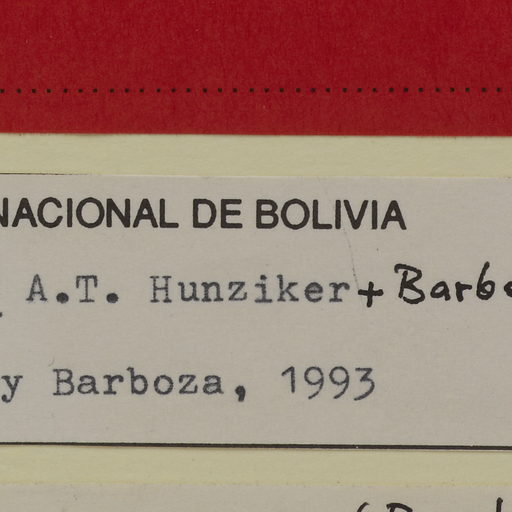 NACIONAL DE BOLIVIA
A.T. Hunziker + Barb
y Barboza, 1993